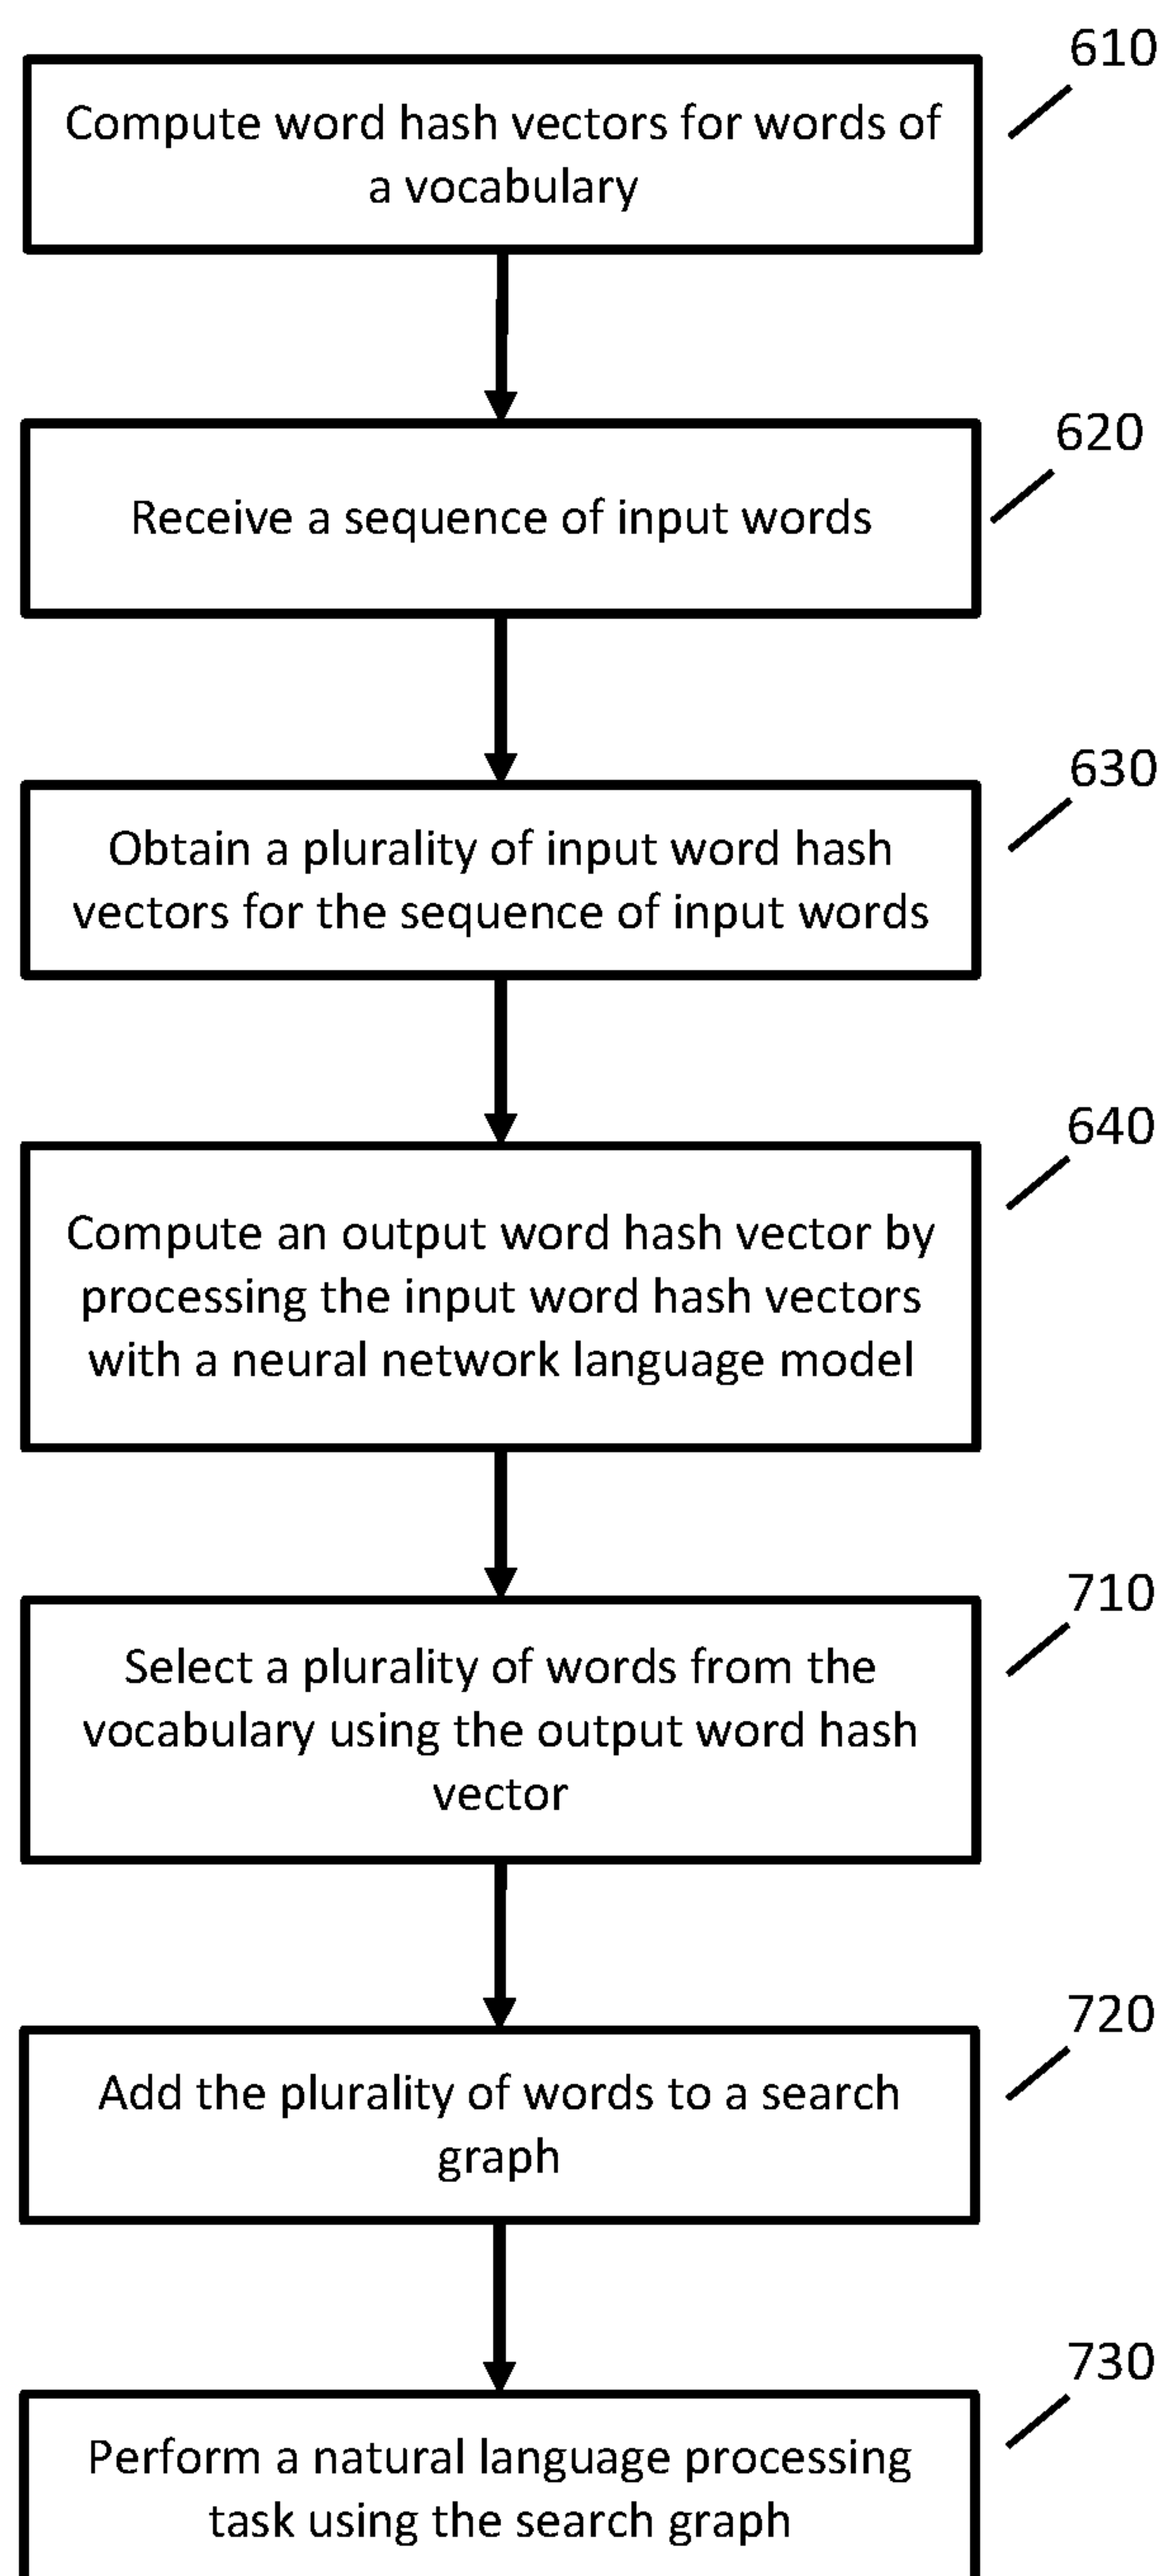 610
Compute word hash vectors for words of
a vocabulary
620
Receive a sequence of input words
630
Obtain a plurality of input word hash
vectors for the sequence of input words
640
Compute an output word hash vector by
processing the input word hash vectors
with a neural network language model
710
Select a plurality of words from the
vocabulary using the output word hash
vector
720
Add the plurality of words to a search
graph
730
Perform a natural language processing
task using the search graph